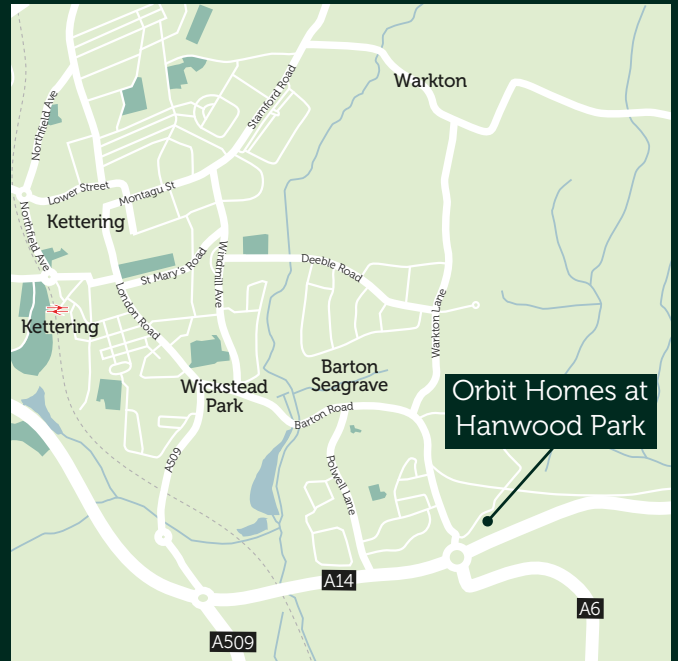 Warkton
Stamford Road
Northfield Ave
Lower Street
Montagu St
Kettering
Northfield Ave
St Mary's Road
Windmill Ave
Deeble Road
London Road
Kettering
Warkton Lane
Barton
Seagrave
Wickstead
Park
Orbit Homes at
Hanwood Park
Barton Road
A509
Polwell Lane
A14
A6
A509